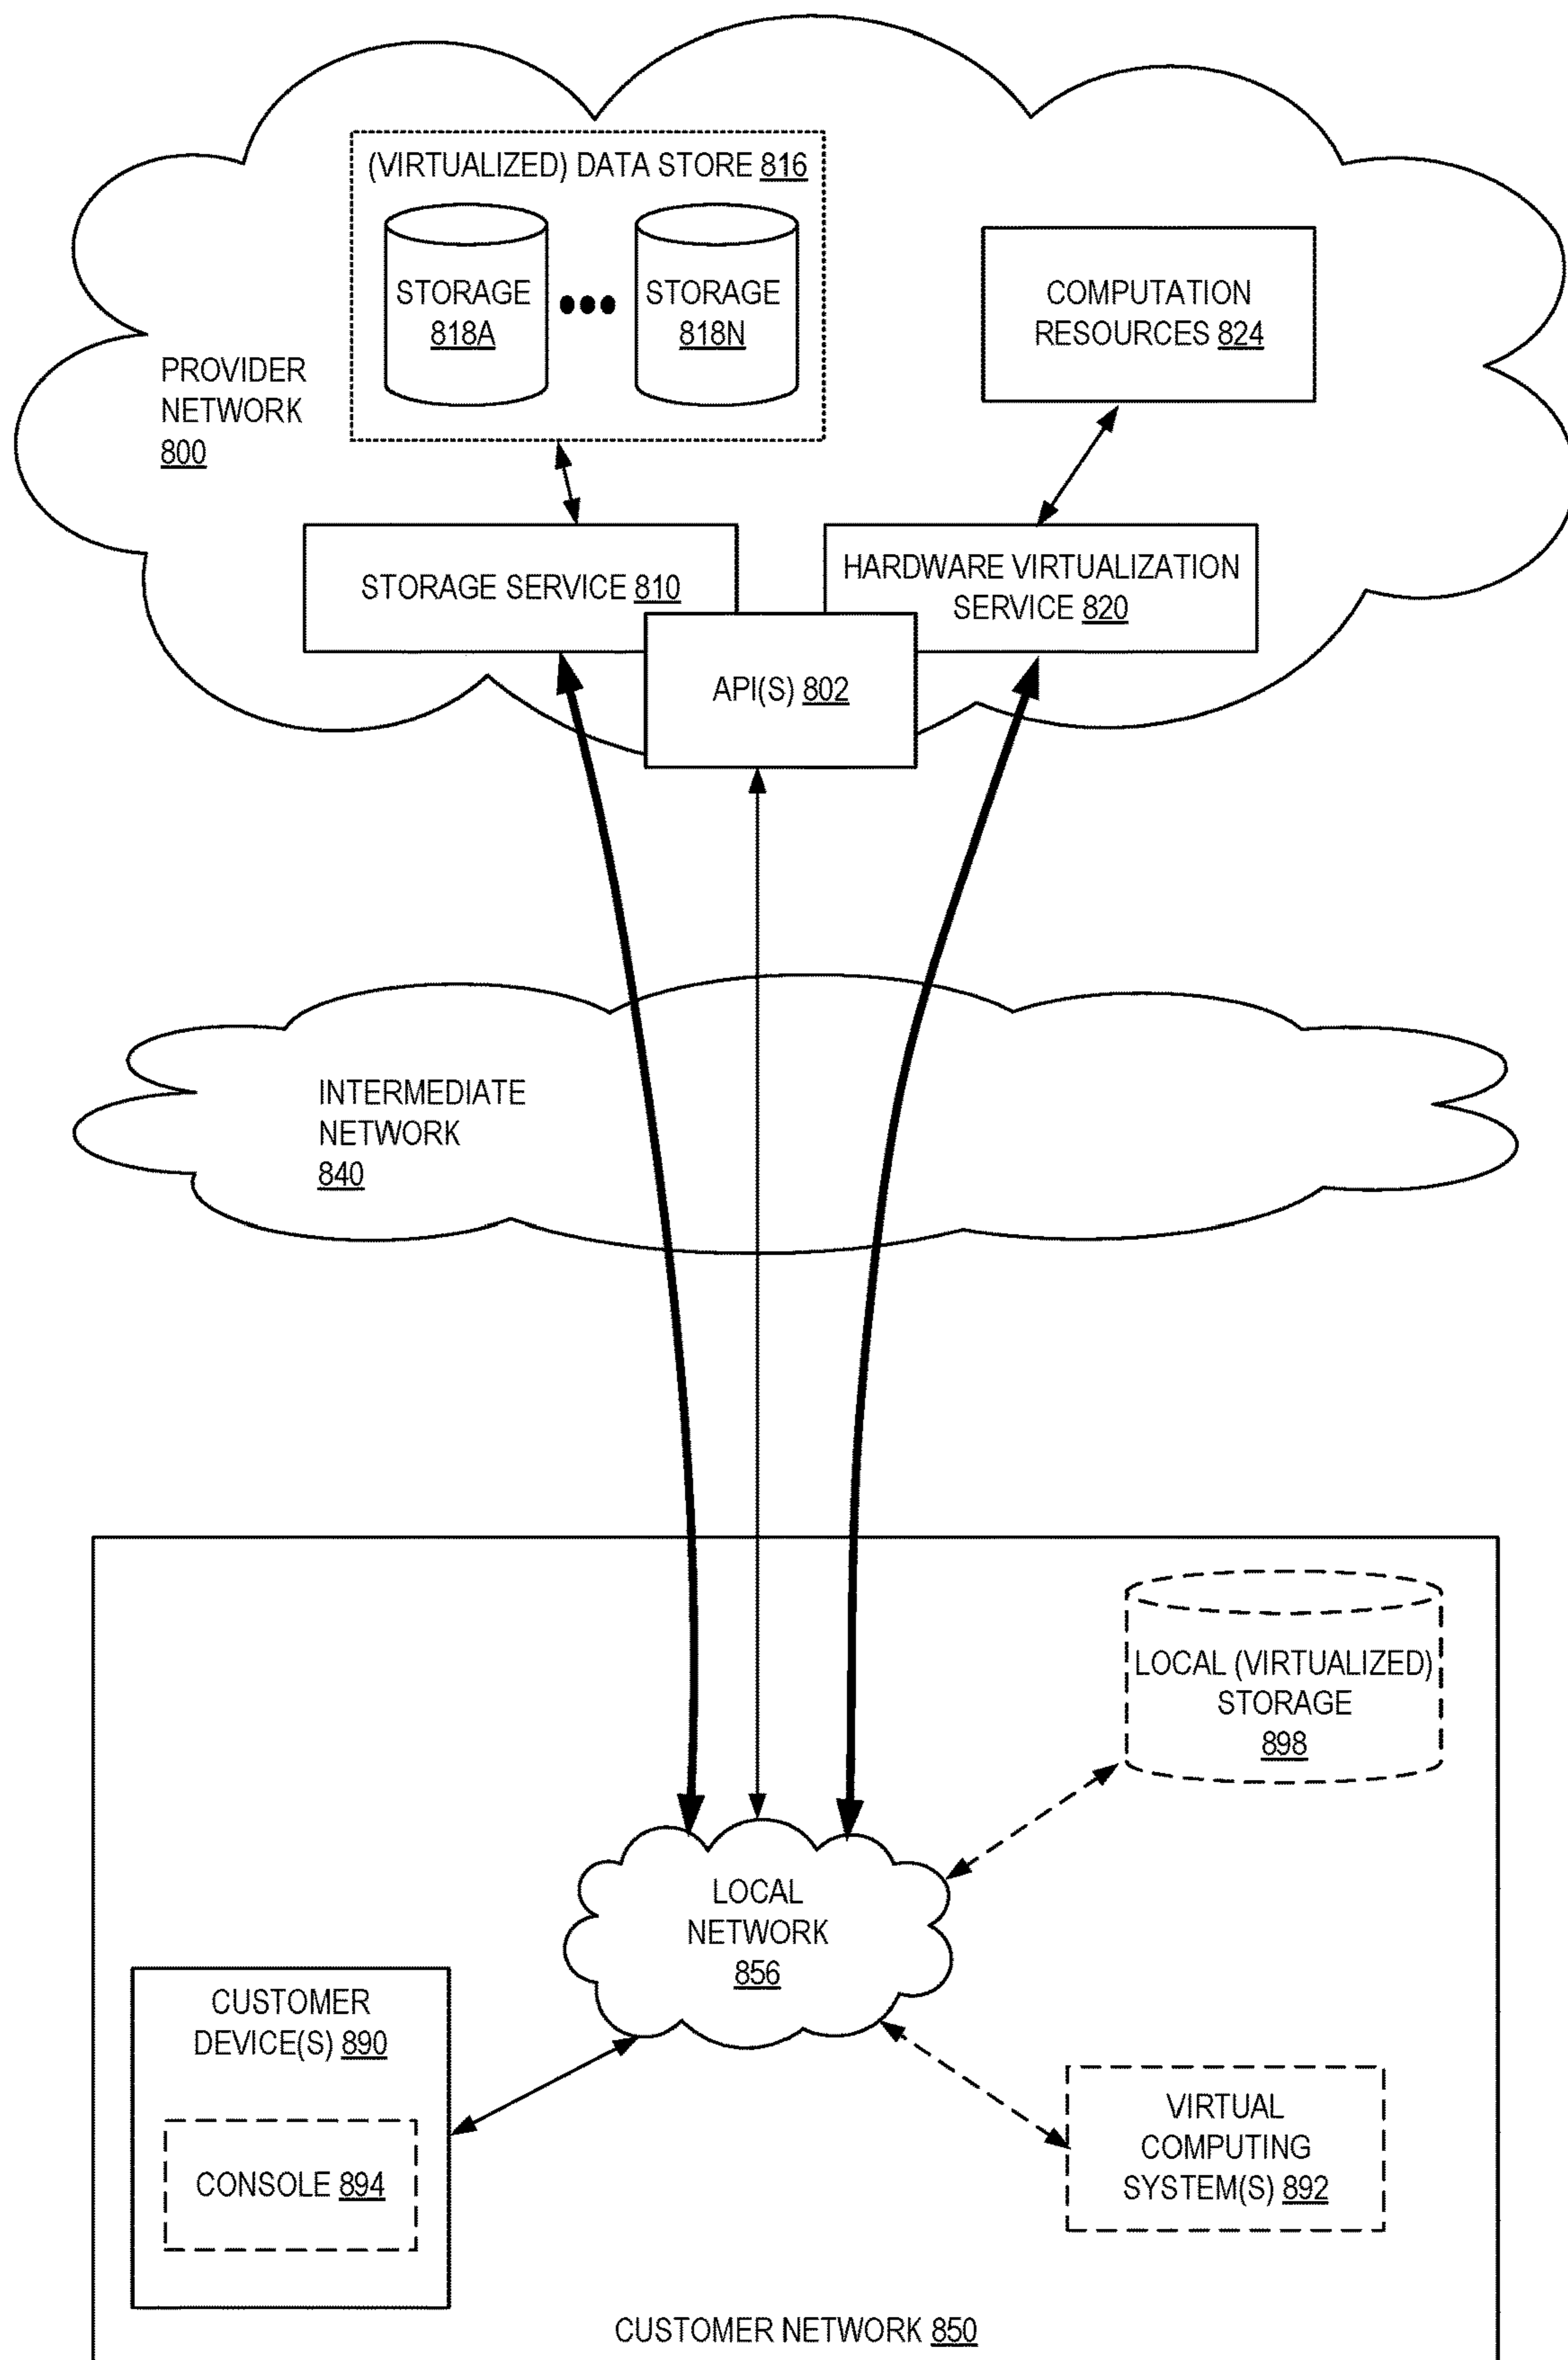 (VIRTUALIZED) DATA STORE 816
STORAGE
818A
STORAGE
818N
COMPUTATION
RESOURCES 824
PROVIDER
NETWORK
800
STORAGE SERVICE 810
HARDWARE VIRTUALIZATION
SERVICE 820
API(S) 802
INTERMEDIATE
NETWORK
840
LOCAL (VIRTUALIZED)
STORAGE
898
LOCAL
NETWORK
856
CUSTOMER
DEVICE(S) 890
CONSOLE 894
VIRTUAL
COMPUTING
SYSTEM(S) 892
CUSTOMER NETWORK 850